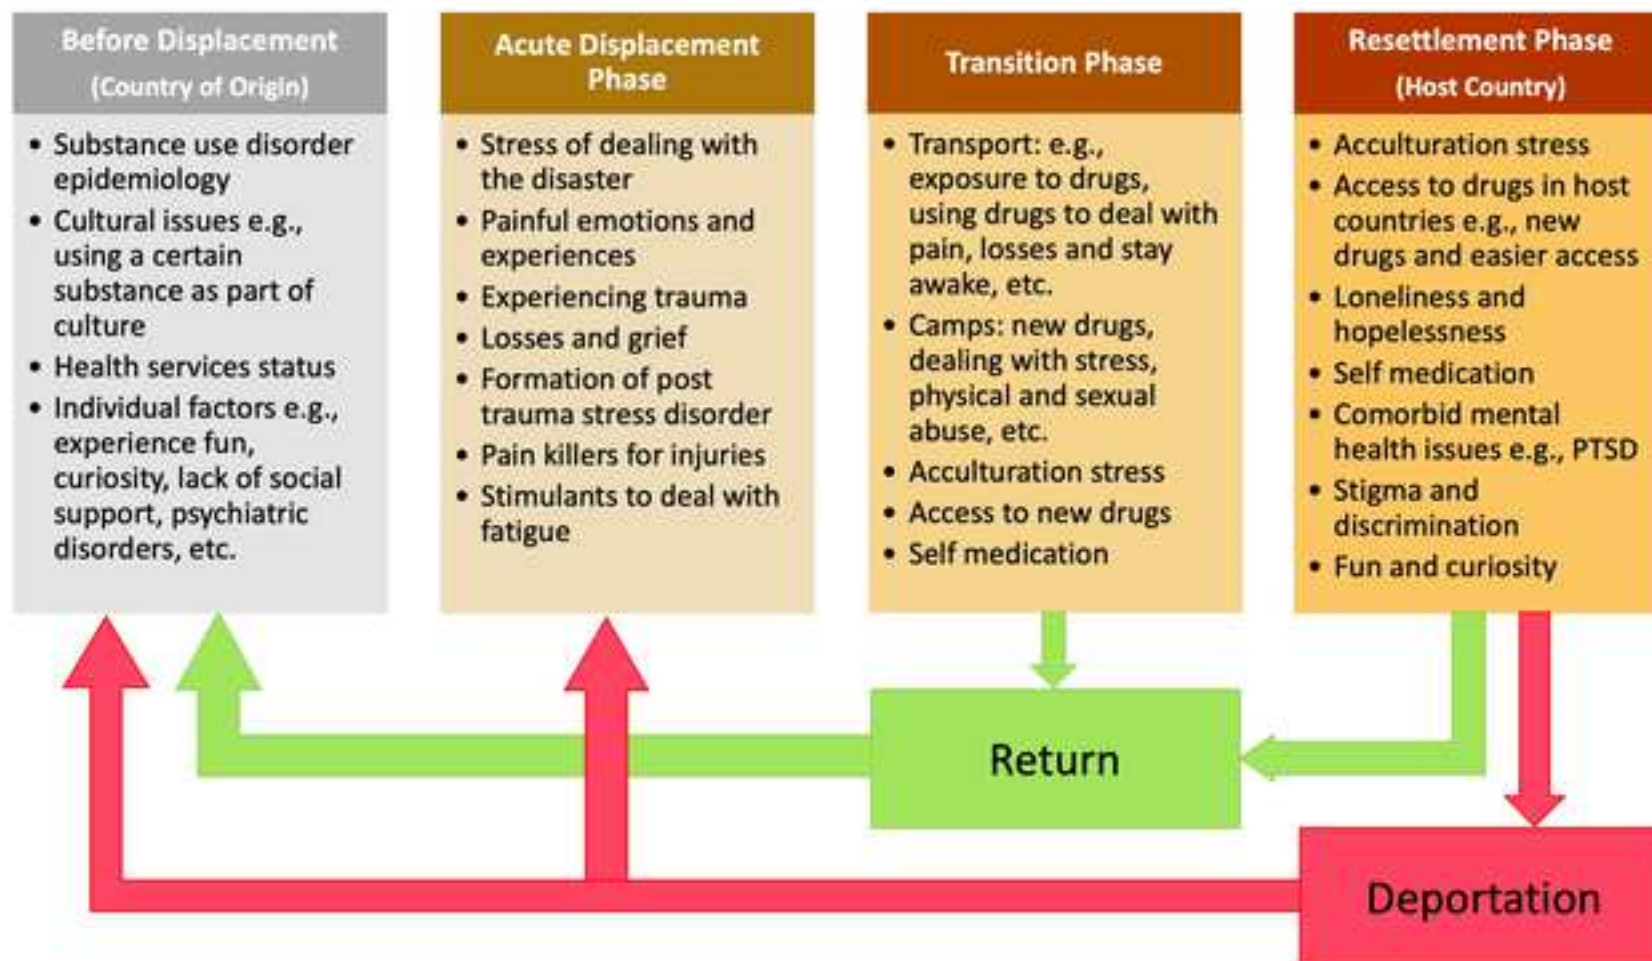 Before Displacement
(Country of Origin)
• Substance use disorder
epidemiology
• Cultural issues e.g.,
using a certain
substance as part of
culture
• Health services status
• Individual factors e.g.,
experience fun,
curiosity, lack of social
support, psychiatric
disorders, etc.
Acute Displacement
Phase
• Stress of dealing with
the disaster
• Painful emotions and
experiences
• Experiencing trauma
• Losses and grief
• Formation of post
trauma stress disorder
• Pain killers for injuries
• Stimulants to deal with
fatigue
Transition Phase
• Transport: e.g.,
exposure to drugs,
using drugs to deal with
pain, losses and stay
awake, etc.
• Camps: new drugs,
dealing with stress,
physical and sexual
abuse, etc.
• Acculturation stress
• Access to new drugs
• Self medication
Resettlement Phase
(Host Country)
• Acculturation stress
• Access to drugs in host
countries e.g., new
drugs and easier access
• Loneliness and
hopelessness
• Self medication
• Comorbid mental
health issues e.g., PTSD
• Stigma and
discrimination
• Fun and curiosity
Return
Deportation